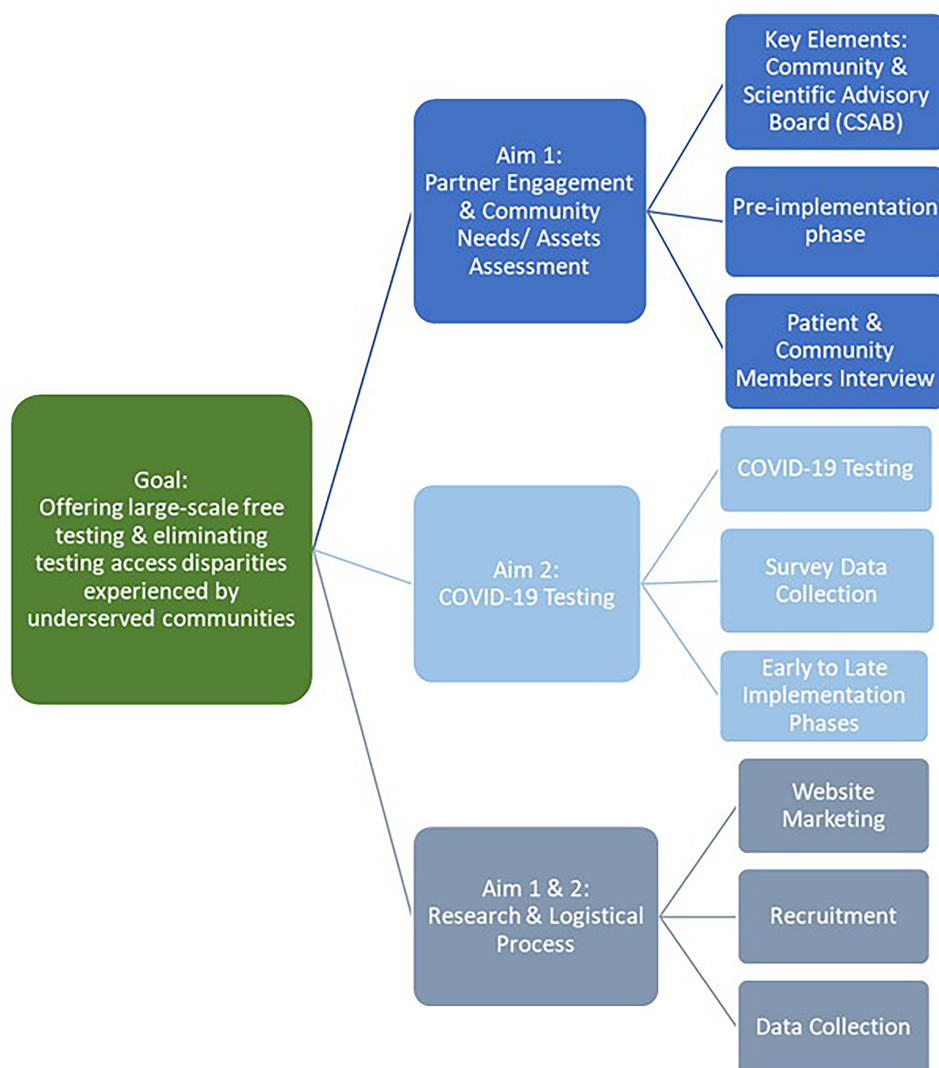 Goal:
Offering large-scale free
testing & eliminating
testing access disparities
experienced by
underserved communities
Aim 1:
Partner Engagement
& Community
Needs/ Assets
Assessment
Key Elements:
Community &
Scientific Advisory
Board (CSAB)
Pre-implementation
phase
Patient &
Community
Members Interview
Aim 2:
COVID-19 Testing
COVID-19 Testing
Survey Data
Collection
Early to Late
Implementation
Phases
Aim 1 & 2:
Research & Logistical
Process
Website
Marketing
Recruitment
Data Collection